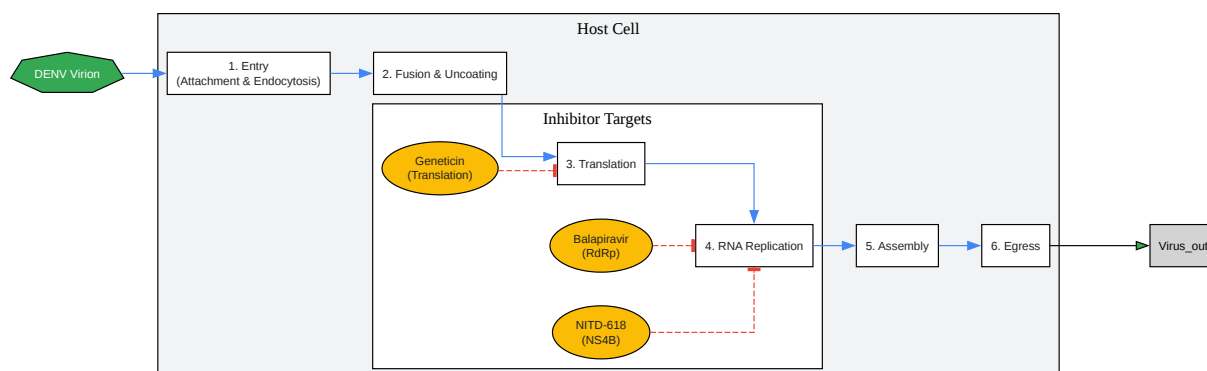 Host Cell
DENV Virion
1. Entry
(Attachment & Endocytosis)
2. Fusion & Uncoating
Inhibitor Targets
Geneticin
(Translation)
3. Translation
Balapiravir
(RdRp)
4. RNA Replication
5. Assembly
6. Egress
Virus_out
NITD-618
(NS4B)